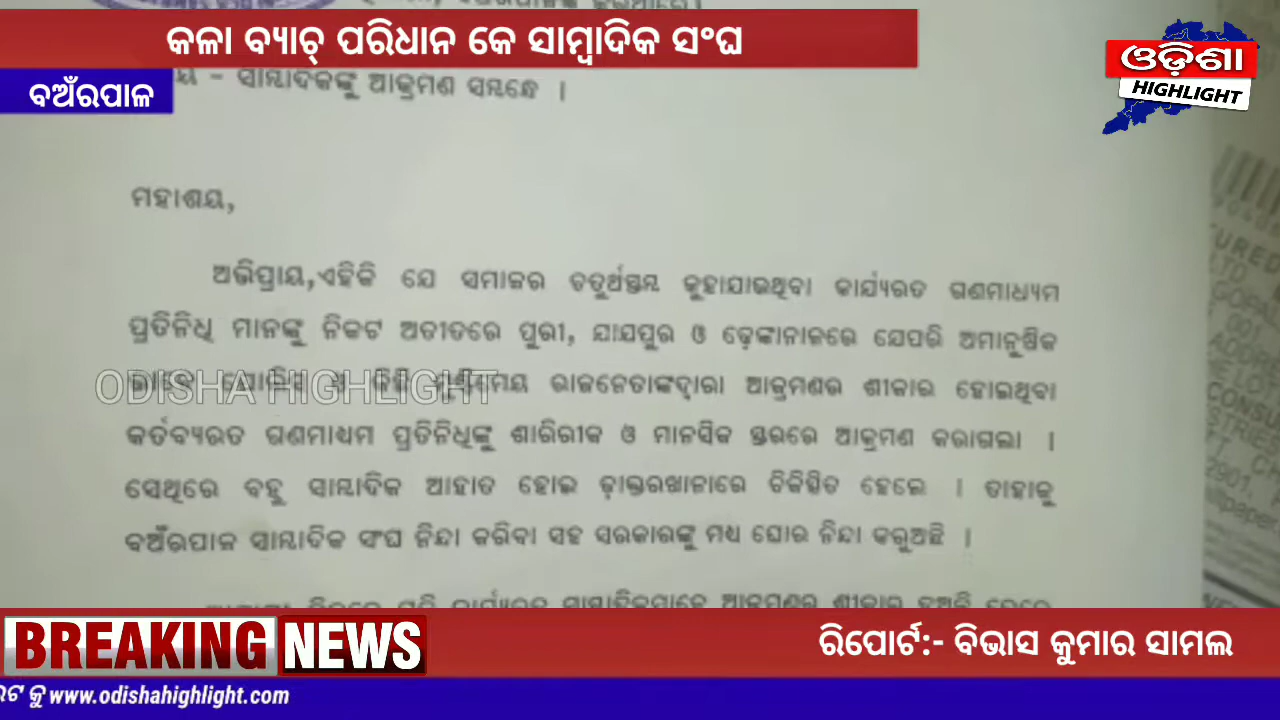 କଳା ବ୍ୟାଚ୍ ପରିଧାନ କେ ସାମ୍ବାଦିକ ସଂଘ
ଓଡ଼ିଶା
HIGHLIGHT
ବଅଁରପାଳ
ୟ – ସାମ୍ବାଦିକଙ୍କୁ ଆକ୍ରମଣ ସମ୍ବନ୍ଧେ ।
ମହାଶୟ,
ଅଭିପ୍ରାୟ,ଏହିକି ଯେ ସମାଜର ଚତୁର୍ଥସ୍ତମ୍ଭ କୁହାଯାଉଥିବା କାର୍ଯ୍ୟରତ ଗଣମାଧ୍ୟମ
ପ୍ରତିନିଧି ମାନଙ୍କୁ ନିକଟ ଅତୀତରେ ପୁରୀ, ଯାଯପୁର ଓ ଢ଼େଙ୍କାନାଳରେ ଯେପରି ଅମାନୁଷିକ
ଭାବେ ପୋଲିସ ଓ ମୁଷ୍ଟିମେୟ ରାଜନେତାଙ୍କଦ୍ୱାରା ଆକ୍ରମଣର ଶୀକାର ହୋଇଥିବା
ODISHA HIGHLIGHT
କର୍ତବ୍ୟରତ ଗଣମାଧ୍ୟମ ପ୍ରତିନିଧିଙ୍କୁ ଶାରିରୀକ ଓ ମାନସିକ ସ୍ତରରେ ଆକ୍ରମଣ କରାଗଲା ।
ସେଥିରେ ବହୁ ସାମ୍ବାଦିକ ଆହାତ ହୋଇ ଡ଼ାକ୍ତରଖାନାରେ ଚିକିତ୍ସିତ ହେଲେ । ତାହାକୁ
ବଅଁରପାଳ ସାମ୍ବାଦିକ ସଂଘ ନିନ୍ଦା କରିବା ସହ ସରକାରଙ୍କୁ ମଧ୍ୟ ଘୋର ନିନ୍ଦା କରୁଅଛି ।
BREAKING NEWS
ରିପୋର୍ଟ:- ବିଭାସ କୁମାର ସାମଲ
କୁ www.odishahighlight.com